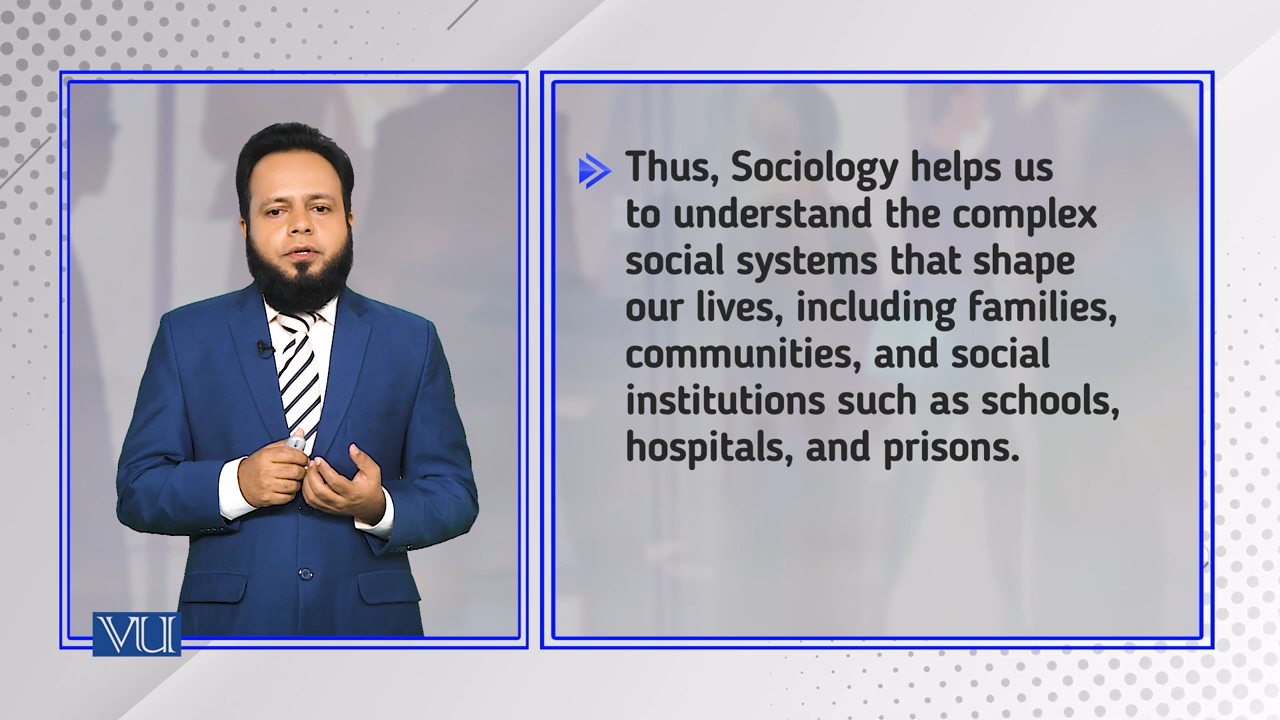 Thus, Sociology helps us
to understand the complex
social systems that shape
our lives, including families,
communities, and social
institutions such as schools,
hospitals, and prisons.
VU